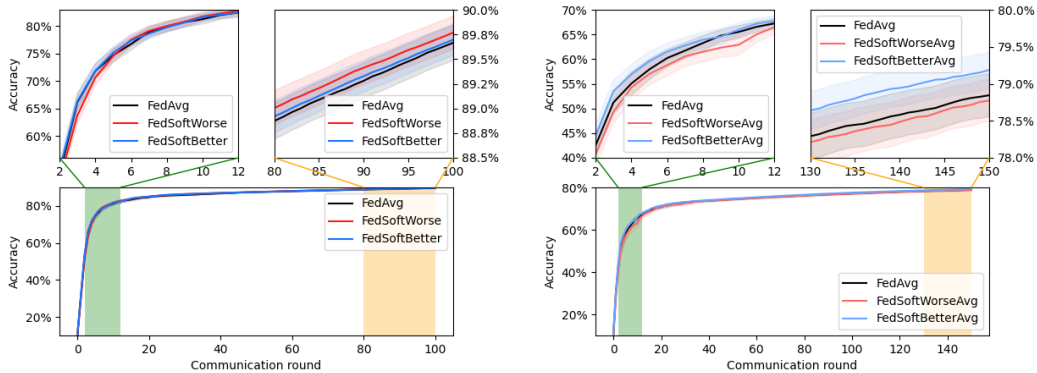 Accuracy
80%
75%
70%
65%
60%
2
4
6
8
10
12
FedAvg
FedSoftWorse
FedSoftBetter
90.0%
89.8%
89.5%
89.2%
89.0%
88.8%
88.5%
80
85
90
95
100
FedAvg
FedSoftWorse
FedSoftBetter
Accuracy
80%
60%
40%
20%
0
20
40
60
80
100
Communication round
FedAvg
FedSoftWorse
FedSoftBetter
Accuracy
70%
65%
60%
55%
50%
45%
40%
2
4
6
8
10
12
FedAvg
FedSoftWorseAvg
FedSoftBetterAvg
80.0%
79.5%
79.0%
78.5%
78.0%
130
135
140
145
150
FedAvg
FedSoftWorseAvg
FedSoftBetterAvg
Accuracy
80%
60%
40%
20%
0
20
40
60
80
100
120
140
Communication round
FedAvg
FedSoftWorseAvg
FedSoftBetterAvg